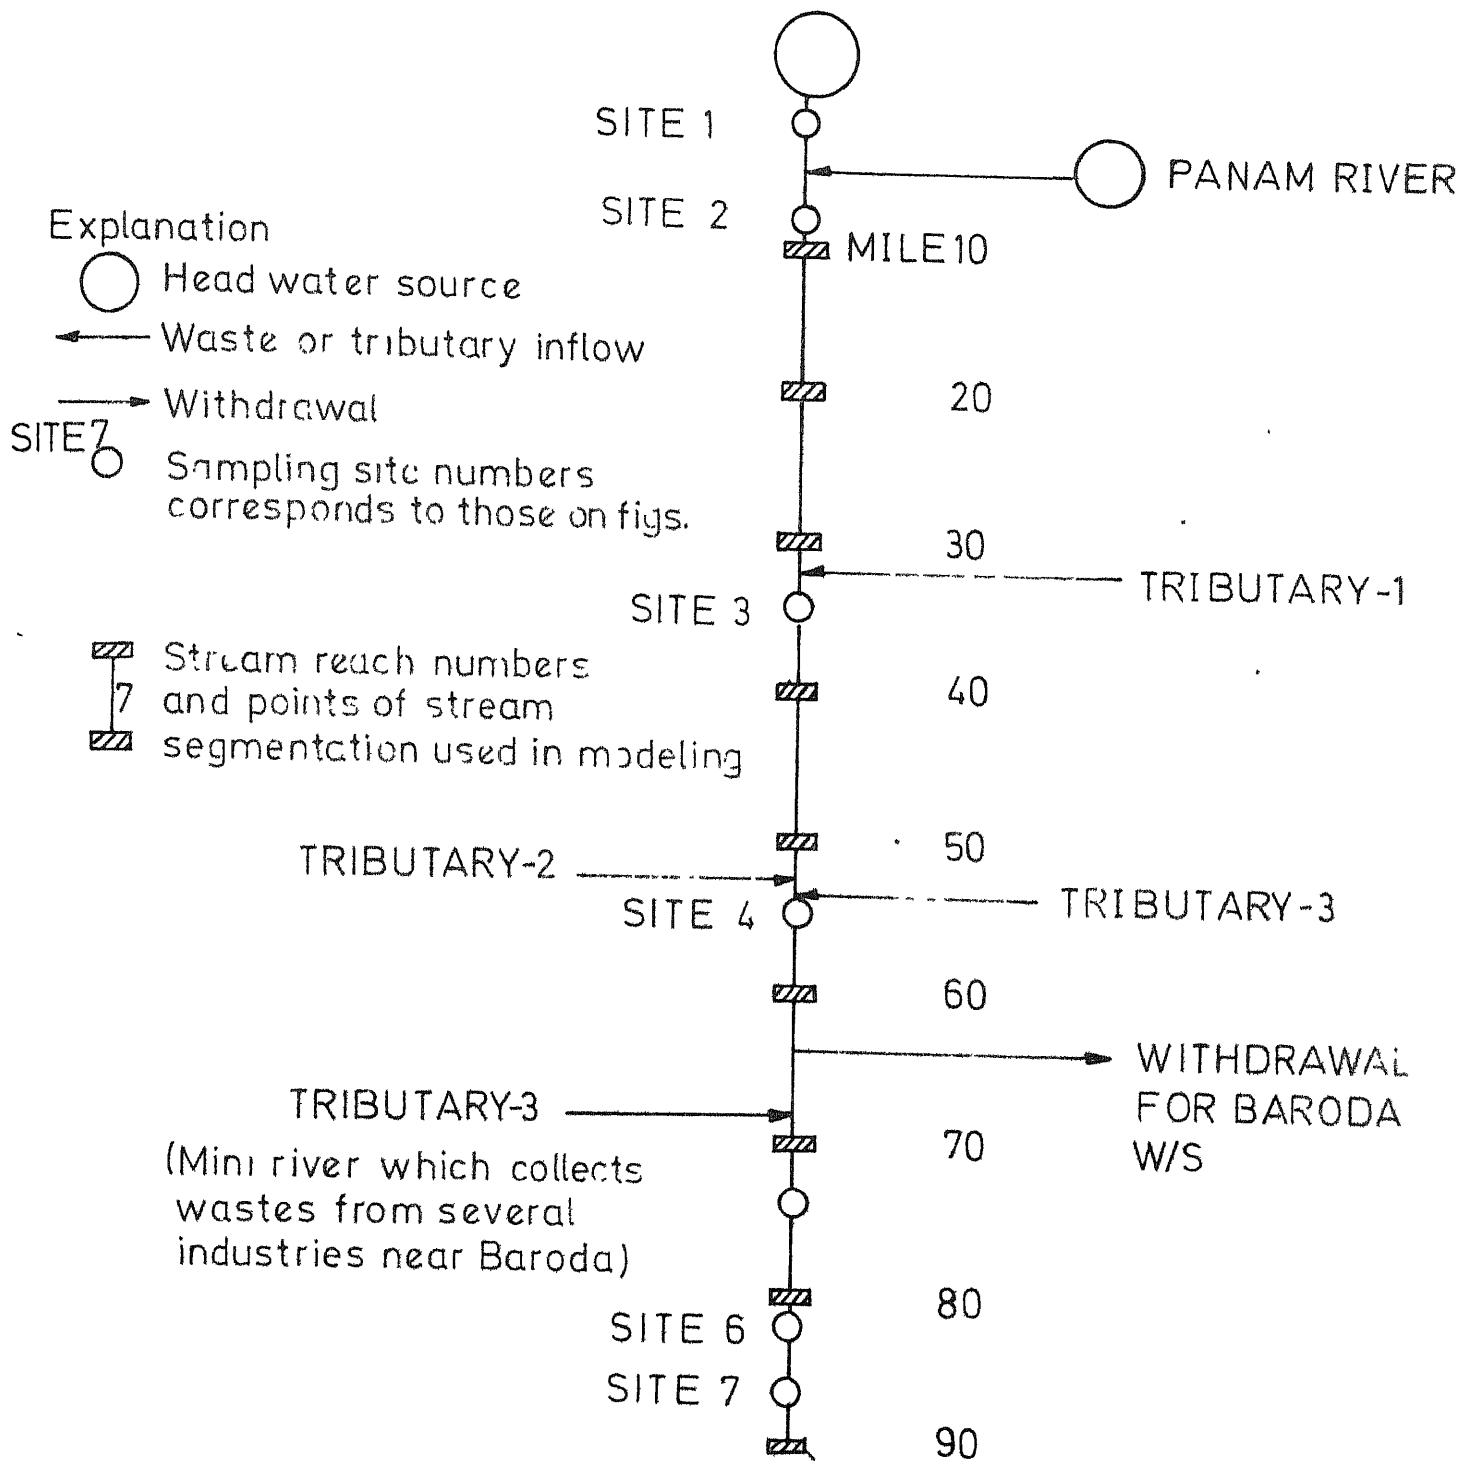 SITE 1
PANAM RIVER
SITE 2
MILE 10
Explanation
Head water source
Waste or tributary inflow
Withdrawal
SITE 7
Sampling site numbers
corresponds to those on figs.
20
30
TRIBUTARY-1
SITE 3
Stream reach numbers
7 and points of stream
segmentation used in modeling
40
50
TRIBUTARY-2
TRIBUTARY-3
SITE 4
60
WITHDRAWAL
FOR BARODA
W/S
TRIBUTARY-3
(Mini river which collects
wastes from several
industries near Baroda)
70
80
SITE 6
SITE 7
90